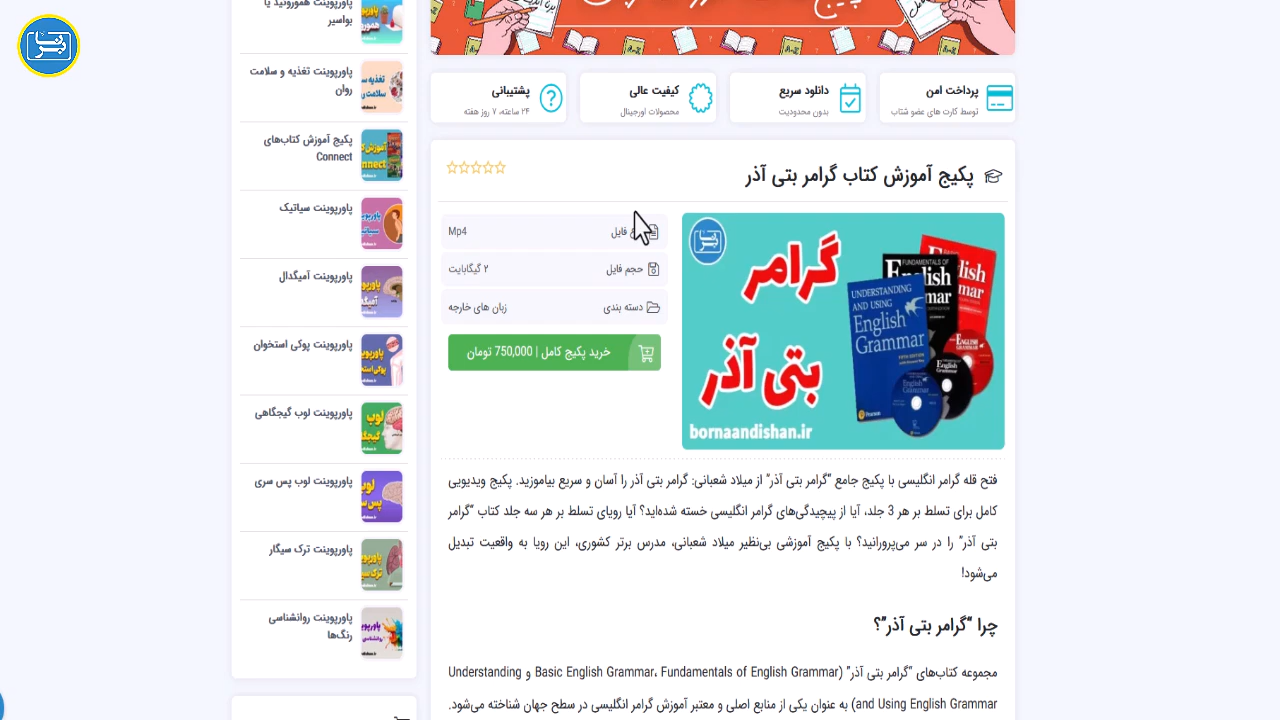 پرداخت امن
توسط کارت های عضو شتاب
دانلود سریع
بدون محدودیت
کیفیت عالی
محصولات اورجینال
پشتیبانی
۲۴ ساعته، ۷ روز هفته
پکیج آموزش کتاب گرامر بتی آذر
گرامر
بتی آذر
UNDERSTANDING
AND USING
English
Grammar
FUNDAMENTALS OF
bornaandishan.ir
فایل
Mp4
حجم فایل
۲ گیگابایت
دسته بندی
زبان های خارجه
خرید پکیج کامل | 750,000 تومان
فتح قله گرامر انگلیسی با پکیج جامع “گرامر بتی آذر” از میلاد شعبانی: گرامر بتی آذر را آسان و سریع بیاموزید. پکیج ویدیویی
کامل برای تسلط بر هر 3 جلد، آیا از پیچیدگی‌های گرامر انگلیسی خسته شده‌اید؟ آیا رویای تسلط بر هر سه جلد کتاب “گرامر
بتی آذر” را در سر می‌پرورانید؟ با پکیج آموزشی بی‌نظیر میلاد شعبانی، مدرس برتر کشوری، این رویا به واقعیت تبدیل
می‌شود!
چرا “گرامر بتی آذر”؟
مجموعه کتاب‌های “گرامر بتی آذر” (Basic English Grammar، Fundamentals of English Grammar و Understanding
and Using English Grammar) به عنوان یکی از منابع اصلی و معتبر آموزش گرامر انگلیسی در سطح جهان شناخته می‌شود.
پاورپوینت هموروئید یا
بواسیر
پاورپوینت تغذیه و سلامت
روان
پکیج آموزش کتاب‌های
Connect
پاورپوینت سیاتیک
پاورپوینت آمیگدال
پاورپوینت پوکی استخوان
پاورپوینت لوب گیجگاهی
پاورپوینت لوب پس سری
پاورپوینت ترک سیگار
پاورپوینت روانشناسی
رنگ‌ها